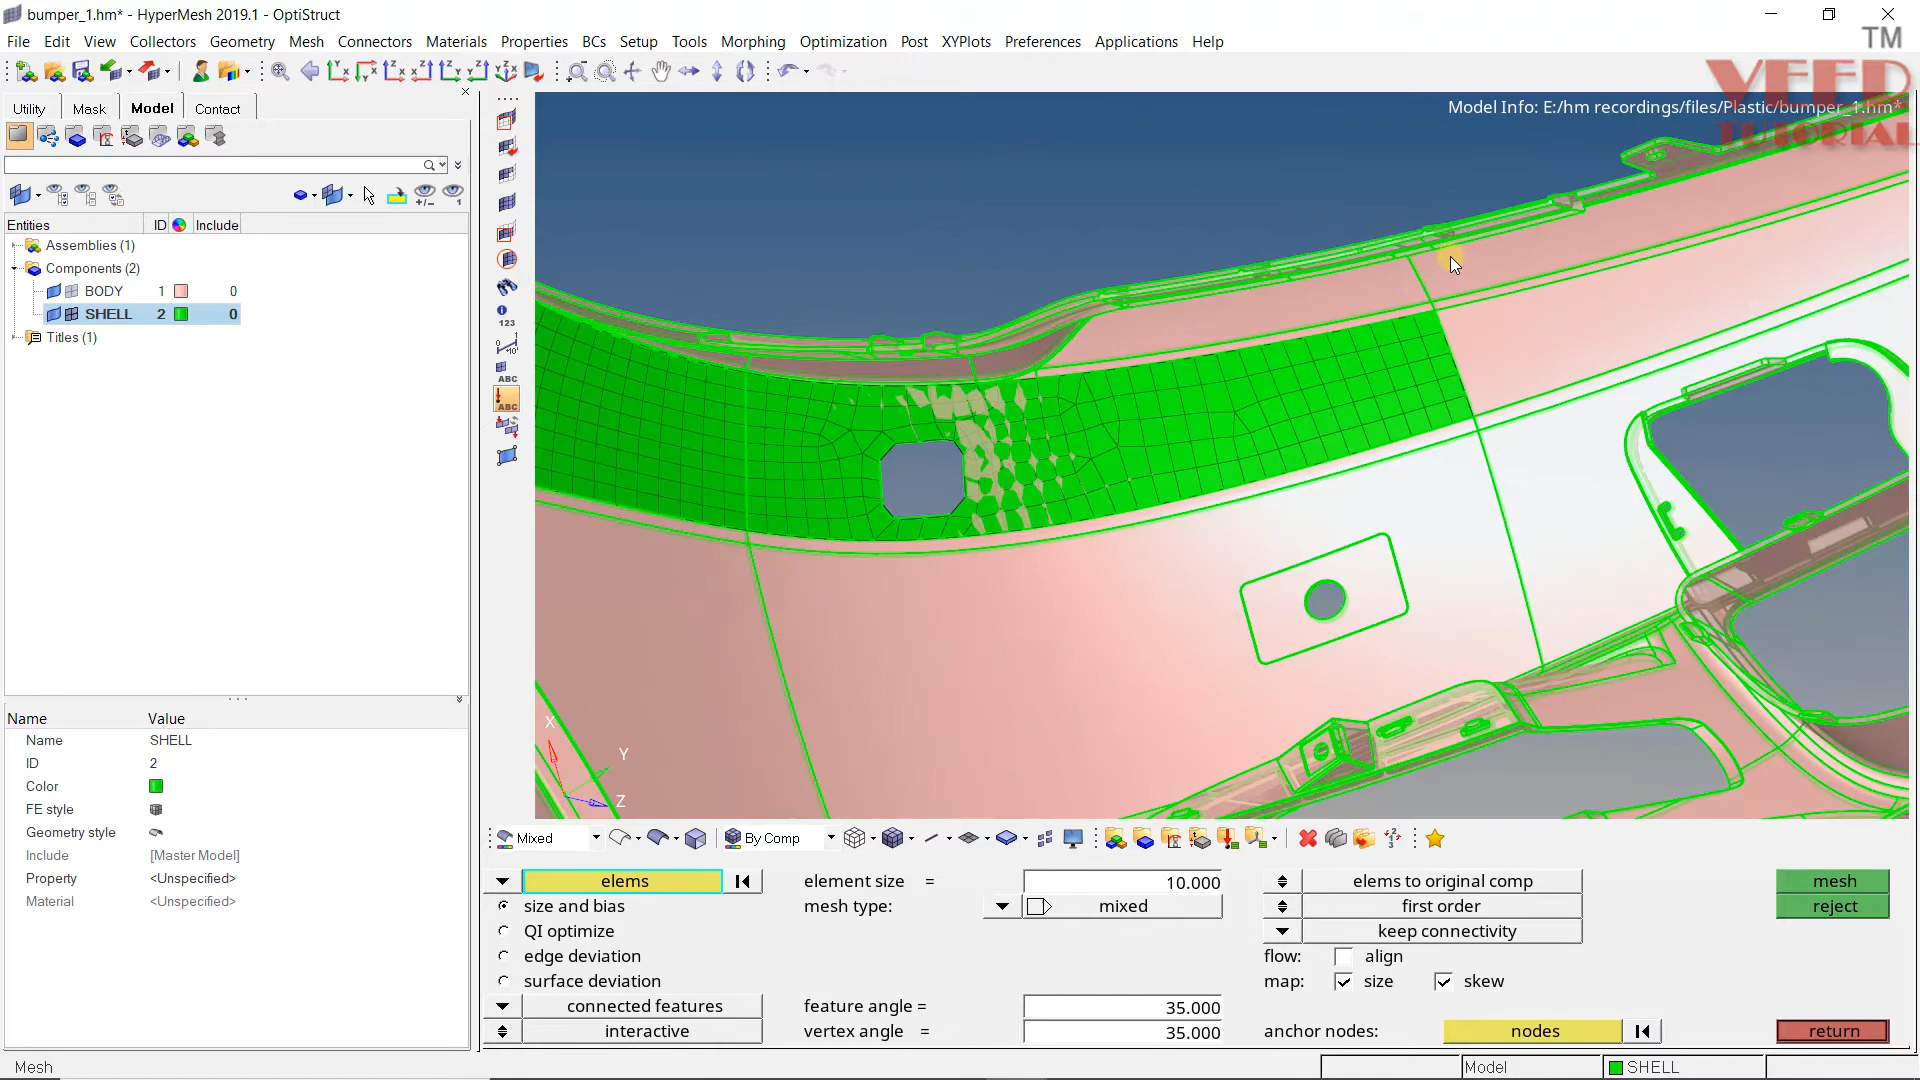 bumper_1.hm* - HyperMesh 2019.1 - OptiStruct
File Edit View Collectors Geometry Mesh Connectors Materials Properties BCs Setup Tools Morphing Optimization Post XYPlots Preferences Applications Help
TM
VEED
TUTORIAL
Utility Mask Model Contact
Model Info: E:/hm recordings/files/Plastic/bumper_1.hm*
Entities ID Include
Assemblies (1)
Components (2)
BODY 1 0
SHELL 2 0
Titles (1)
123
ABC
ABC
Name Value
Name SHELL
ID 2
Color
FE style
Geometry style
Include [Master Model]
Property <Unspecified>
Material <Unspecified>
X
Y
Z
Mixed By Comp
elems element size = 10.000 elems to original comp mesh
size and bias mesh type: mixed first order reject
QI optimize keep connectivity
edge deviation flow: align
surface deviation map: size skew
connected features feature angle = 35.000
interactive vertex angle = 35.000 anchor nodes: nodes return
Mesh Model SHELL